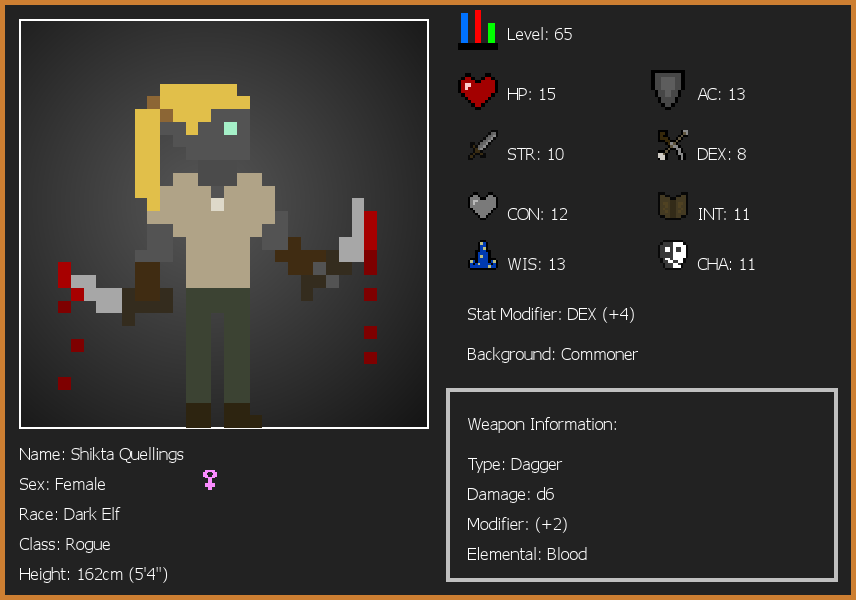 Level: 65
HP: 15
AC: 13
STR: 10
DEX: 8
CON: 12
INT: 11
WIS: 13
CHA: 11
Stat Modifier: DEX (+4)
Background: Commoner
Weapon Information:
Type: Dagger
Damage: d6
Modifier: (+2)
Elemental: Blood
Name: Shikta Quellings
Sex: Female
Race: Dark Elf
Class: Rogue
Height: 162cm (5'4")